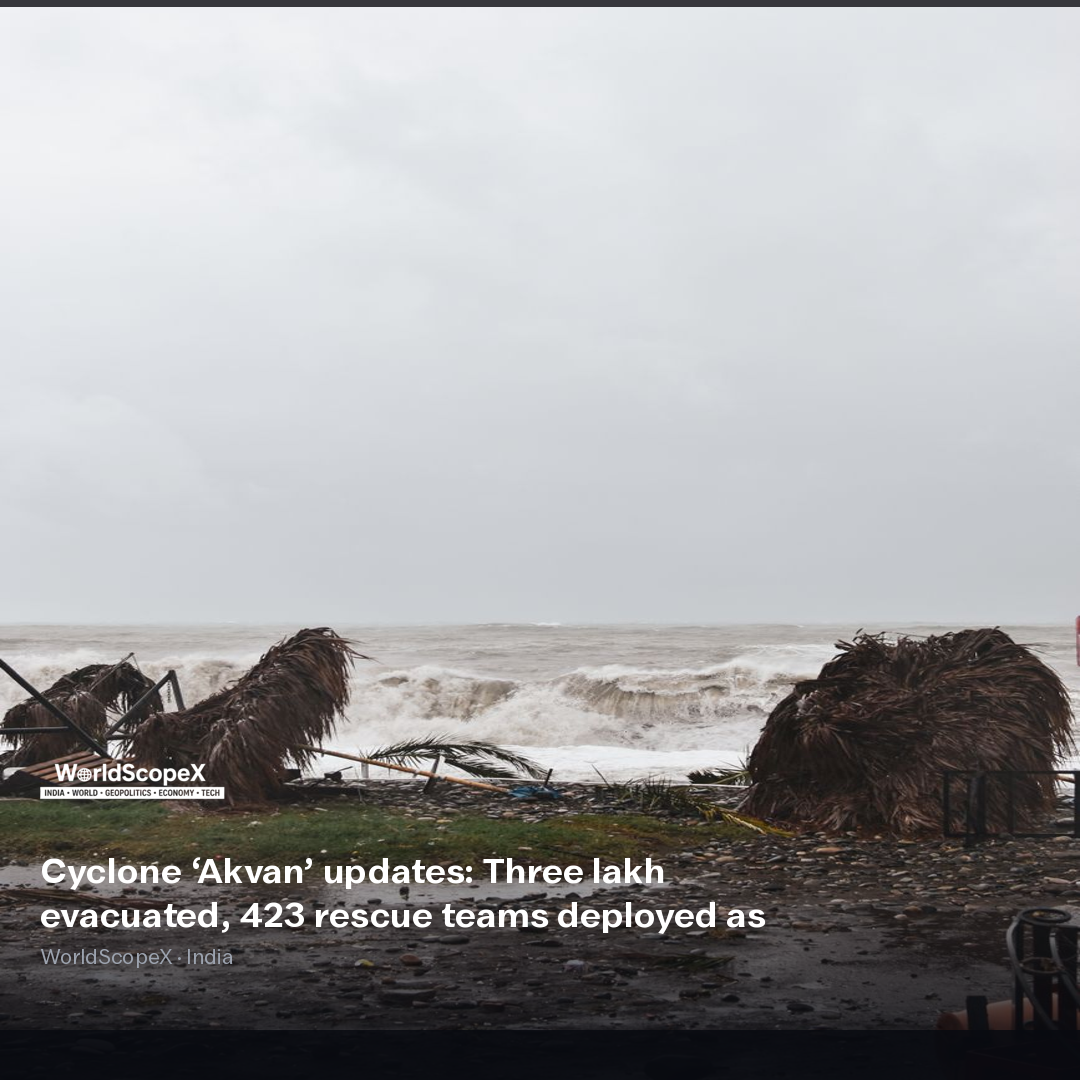 WorldScopeX
INDIA • WORLD • GEOPOLITICS • ECONOMY • TECH
Cyclone ‘Akvan’ updates: Three lakh
evacuated, 423 rescue teams deployed as
WorldScopeX · India